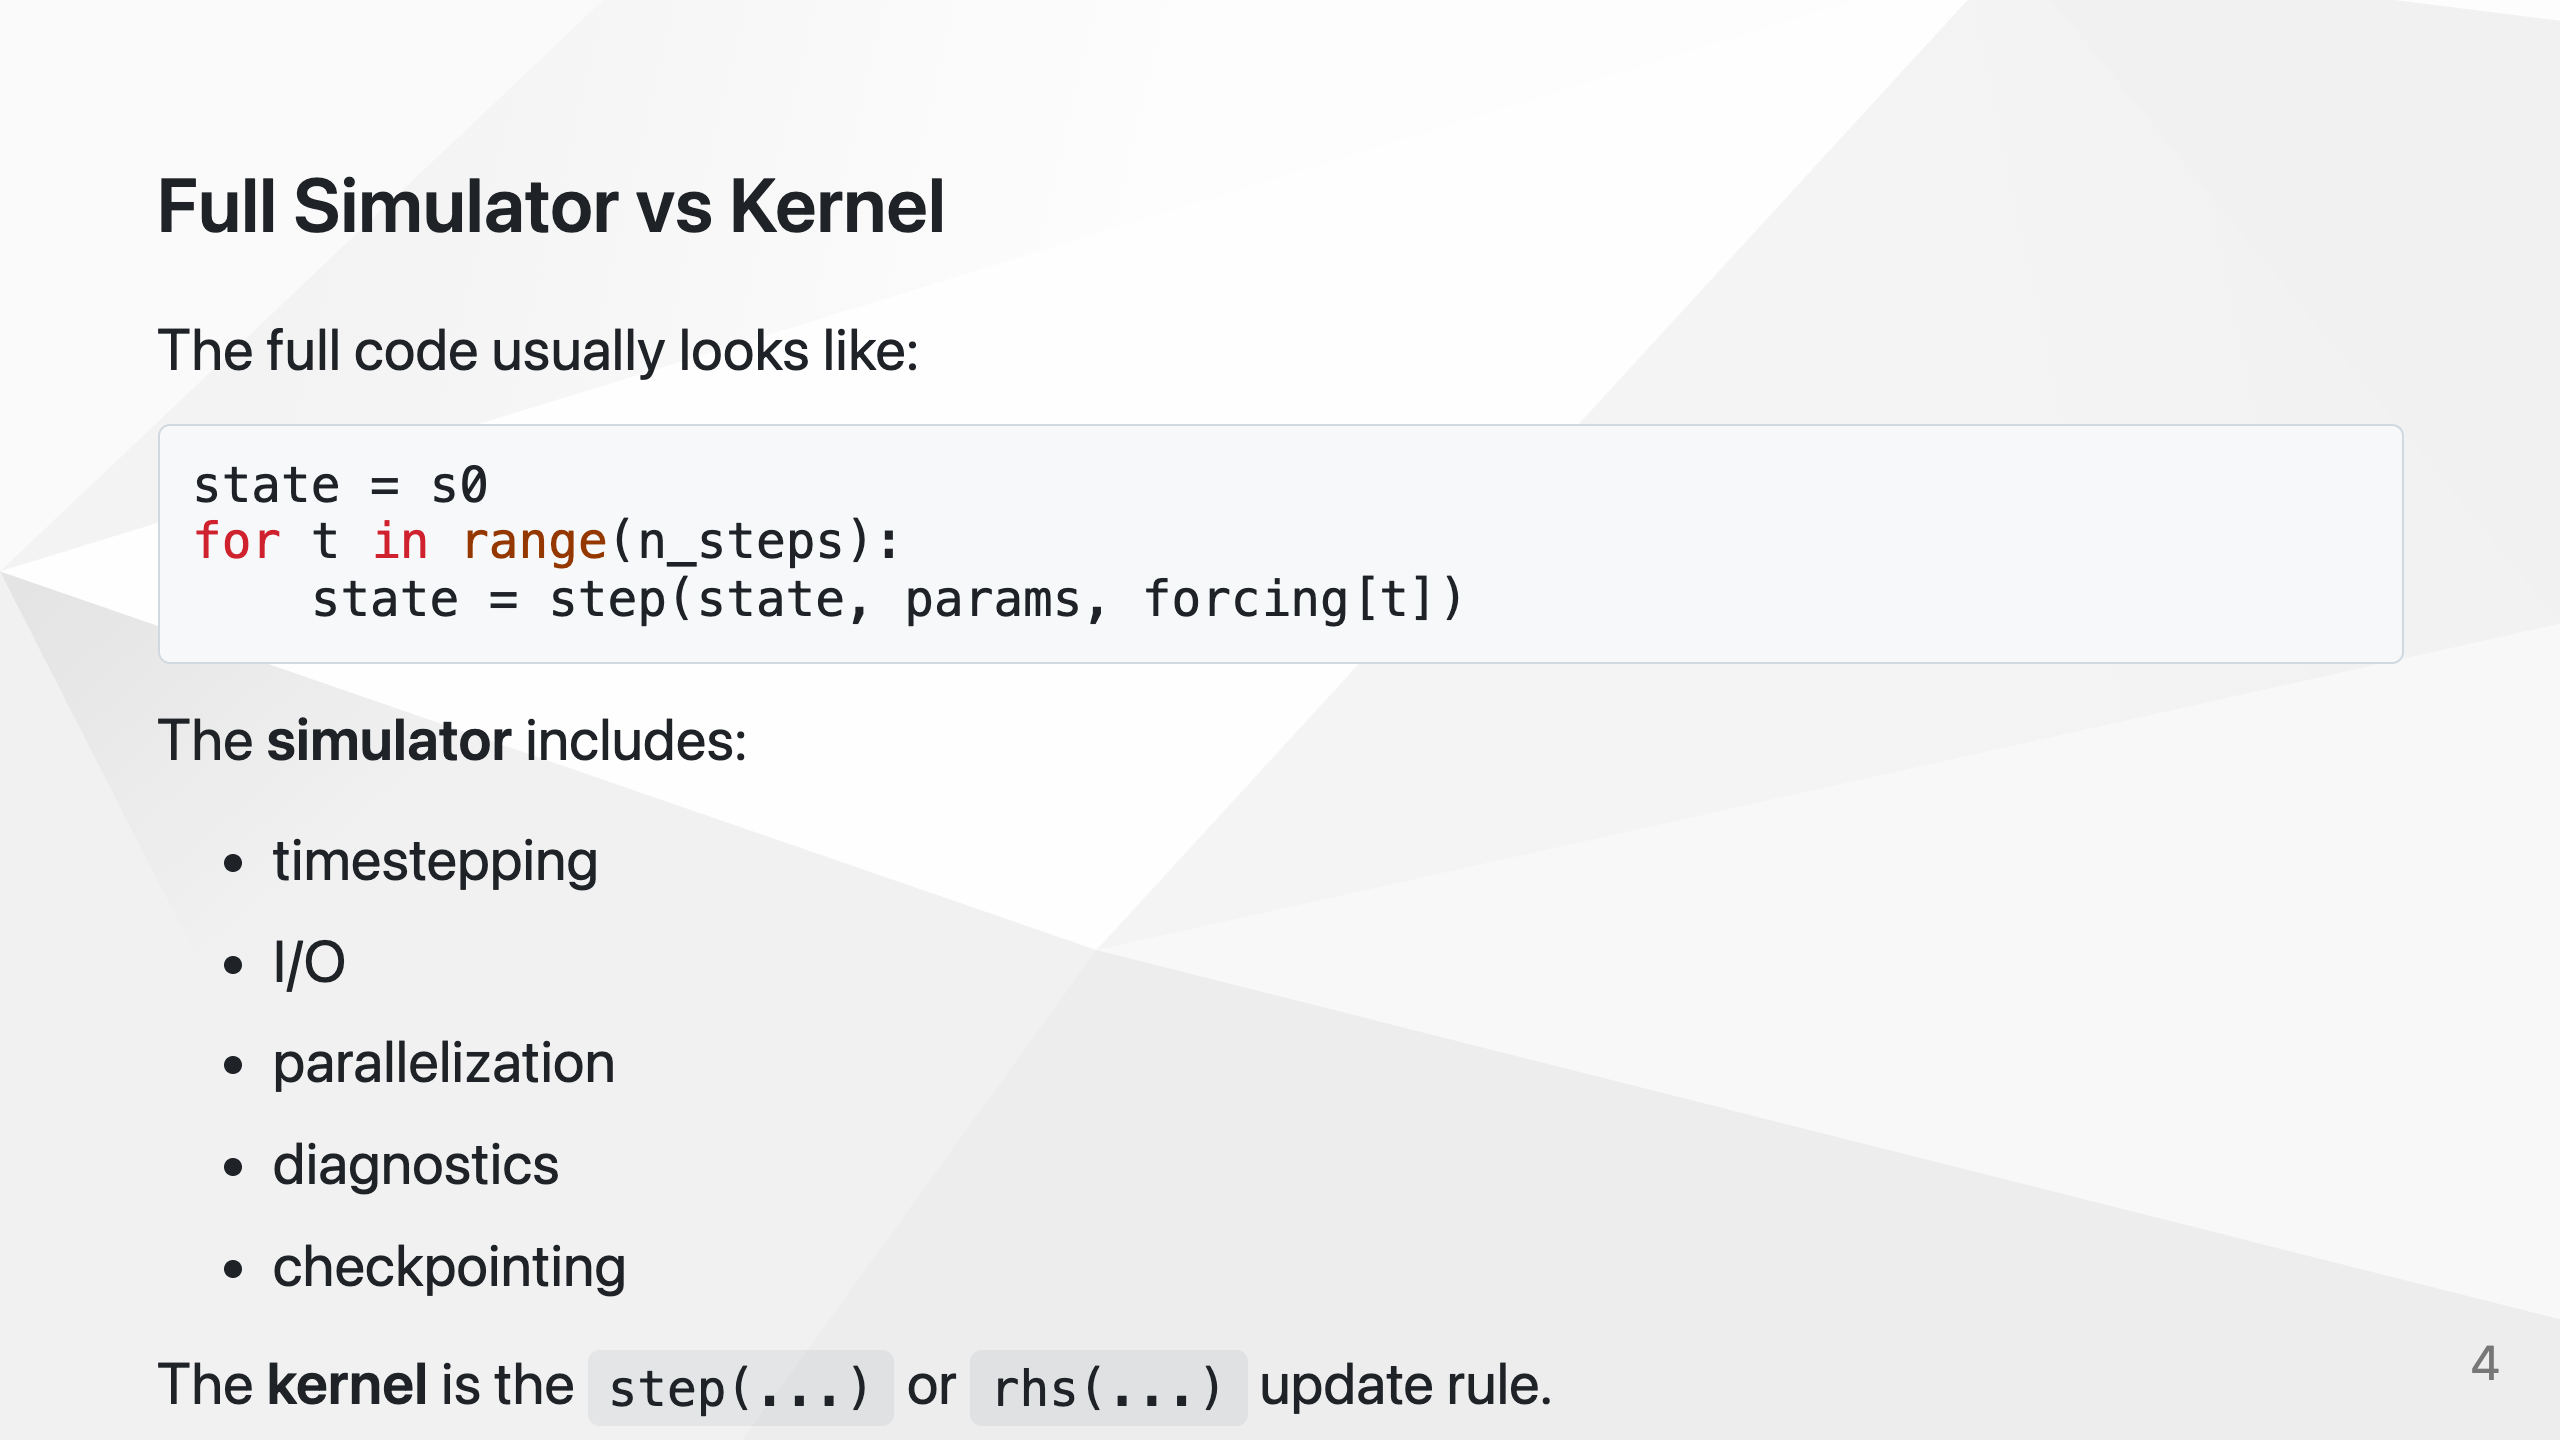 Full Simulator vs Kernel
The full code usually looks like:
state = s0
for t in range(n_steps):
    state = step(state, params, forcing[t])
The simulator includes:
• timestepping
• I/O
• parallelization
• diagnostics
• checkpointing
The kernel is the step(...) or rhs(...) update rule.
4